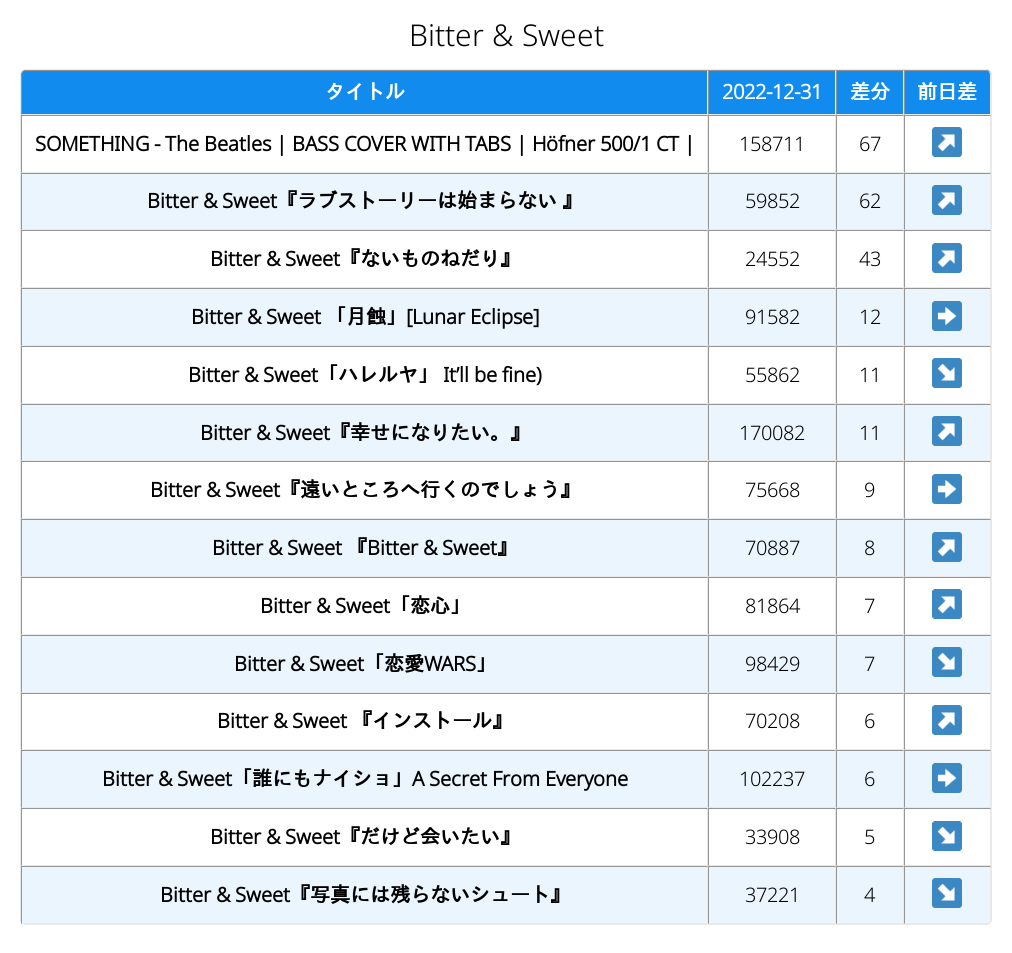 Bitter & Sweet
タイトル 2022-12-31 差分 前日差
SOMETHING - The Beatles | BASS COVER WITH TABS | Höfner 500/1 CT | 158711 67
Bitter & Sweet『ラブストーリーは始まらない 』 59852 62
Bitter & Sweet『ないものねだり』 24552 43
Bitter & Sweet 「月蝕」[Lunar Eclipse] 91582 12
Bitter & Sweet「ハレルヤ」 It’ll be fine) 55862 11
Bitter & Sweet『幸せになりたい。』 170082 11
Bitter & Sweet『遠いところへ行くのでしょう』 75668 9
Bitter & Sweet 『Bitter & Sweet』 70887 8
Bitter & Sweet「恋心」 81864 7
Bitter & Sweet「恋愛WARS」 98429 7
Bitter & Sweet 『インストール』 70208 6
Bitter & Sweet「誰にもナイショ」A Secret From Everyone 102237 6
Bitter & Sweet『だけど会いたい』 33908 5
Bitter & Sweet『写真には残らないシュート』 37221 4